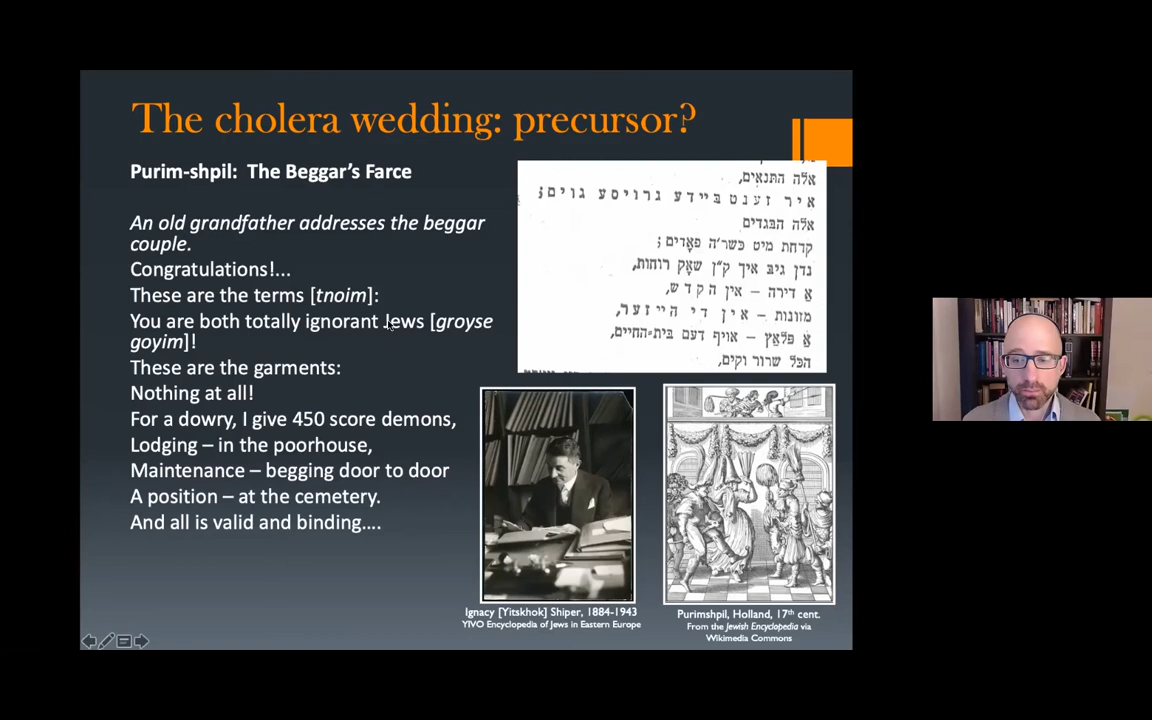 The cholera wedding: precursor?
Purim-shpil:  The Beggar's Farce
An old grandfather addresses the beggar
couple.
Congratulations!...
These are the terms [tnoim]:
You are both totally ignorant Jews [groyse
goyim]!
These are the garments:
Nothing at all!
For a dowry, I give 450 score demons,
Lodging – in the poorhouse,
Maintenance – begging door to door
A position – at the cemetery.
And all is valid and binding....
אלה התנאים,
איר זענט ביידע גרויסע גוים;
אלה הבגדים
קדחת מיט כשר'ה פאָדים;
נדן גיב איך ק"ן שאָק רוחות,
אַ דירה – אין הקדש,
מזונות – אין די הייזער,
אַ פּלאַץ – אויף דעם בית־החיים,
הכל שרור וקים,
Ignacy [Yitskhok] Shiper, 1884-1943
YIVO Encyclopedia of Jews in Eastern Europe
Purimshpil, Holland, 17th cent.
From the Jewish Encyclopedia via
Wikimedia Commons